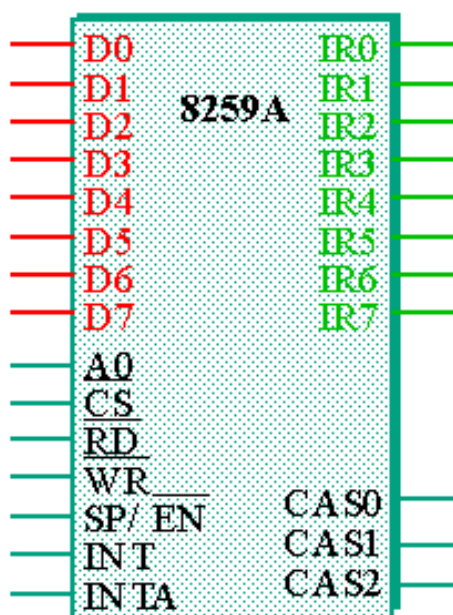 8259A
D0
D1
D2
D3
D4
D5
D6
D7
A0
CS
RD
WR
SP/ EN
INT
INTA
IR0
IR1
IR2
IR3
IR4
IR5
IR6
IR7
CAS0
CAS1
CAS2